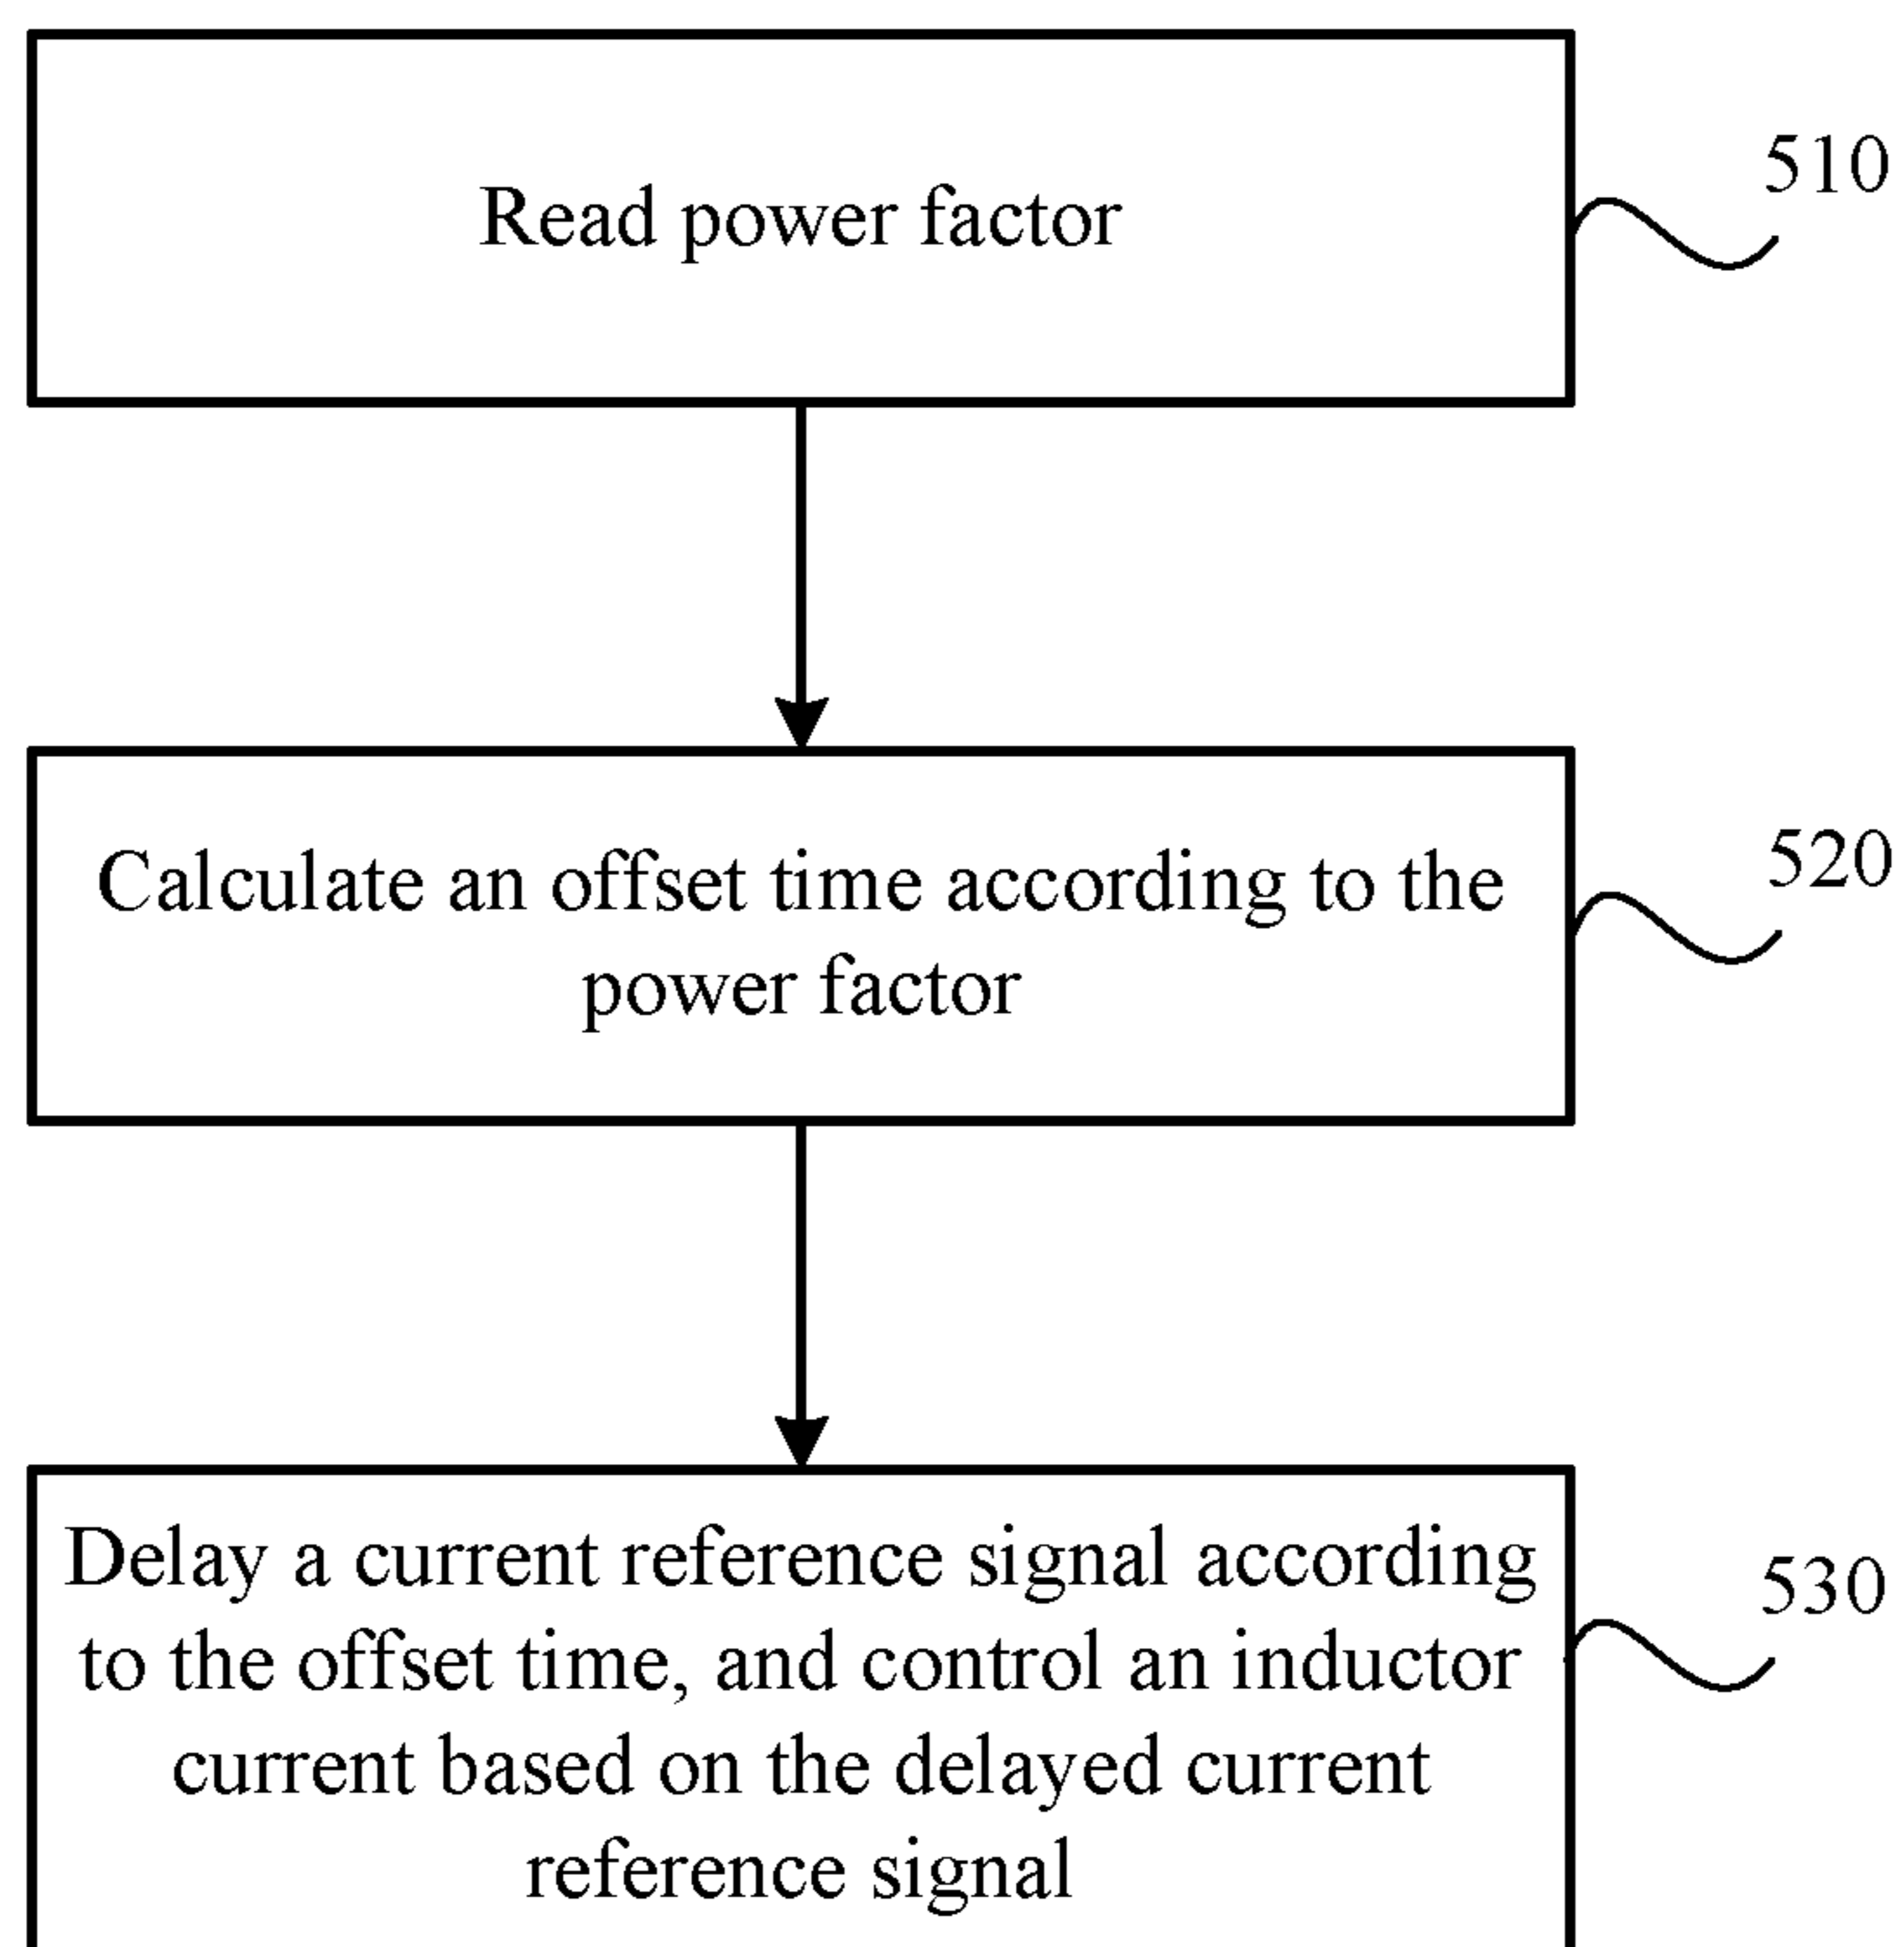 Read power factor
510
Calculate an offset time according to the
power factor
520
Delay a current reference signal according
to the offset time, and control an inductor
current based on the delayed current
reference signal
530